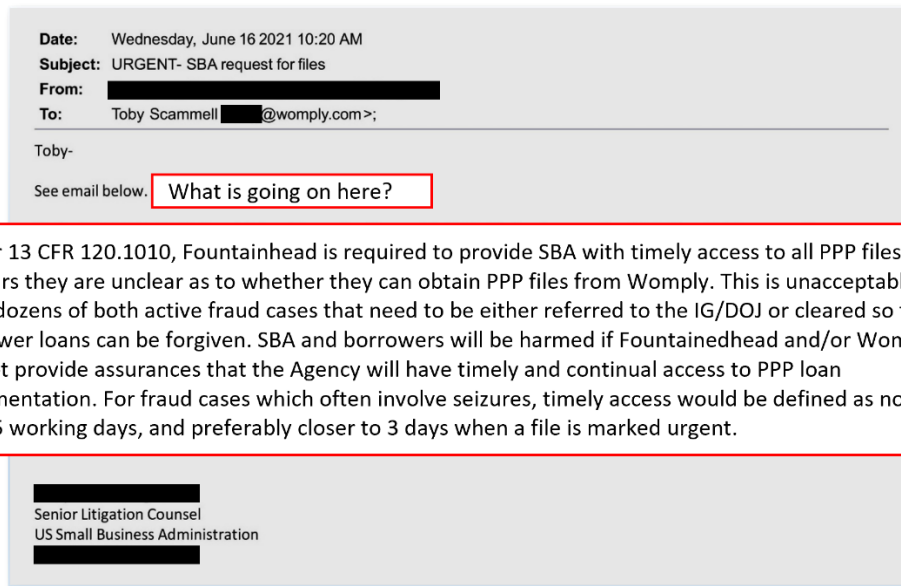 Date: Wednesday, June 16 2021 10:20 AM
Subject: URGENT- SBA request for files
From:
To: Toby Scammell @womply.com>;
Toby-
See email below. What is going on here?
r 13 CFR 120.1010, Fountainhead is required to provide SBA with timely access to all PPP files
rs they are unclear as to whether they can obtain PPP files from Womply. This is unacceptabl
dozens of both active fraud cases that need to be either referred to the IG/DOJ or cleared so
wer loans can be forgiven. SBA and borrowers will be harmed if Fountainedhead and/or Wom
t provide assurances that the Agency will have timely and continual access to PPP loan
mentation. For fraud cases which often involve seizures, timely access would be defined as no
5 working days, and preferably closer to 3 days when a file is marked urgent.
Senior Litigation Counsel
US Small Business Administration